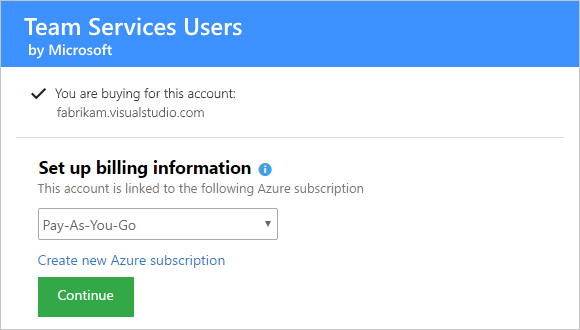 Team Services Users
by Microsoft
You are buying for this account:
fabrikam.visualstudio.com
Set up billing information
This account is linked to the following Azure subscription
Pay-As-You-Go
Create new Azure subscription
Continue